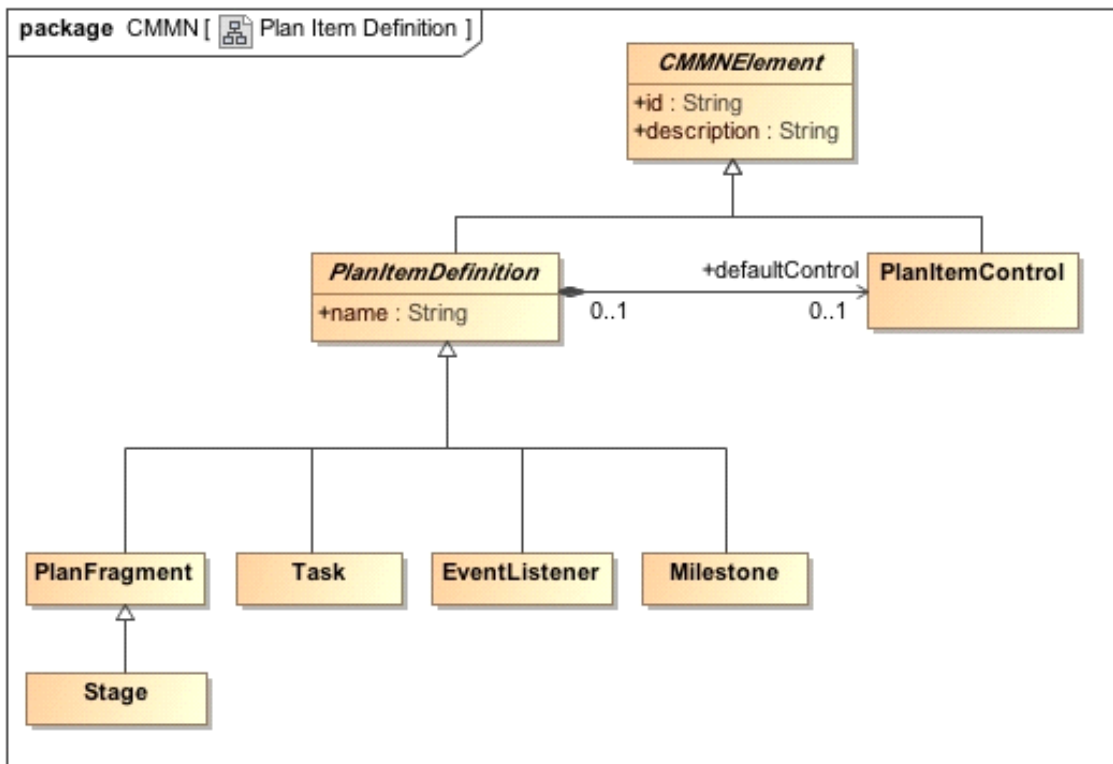 package CMMN [ Plan Item Definition ]
CMMNElement
+id : String
+description : String
PlanItemDefinition
+name : String
+defaultControl
0..1
0..1
PlanItemControl
PlanFragment
Task
EventListener
Milestone
Stage